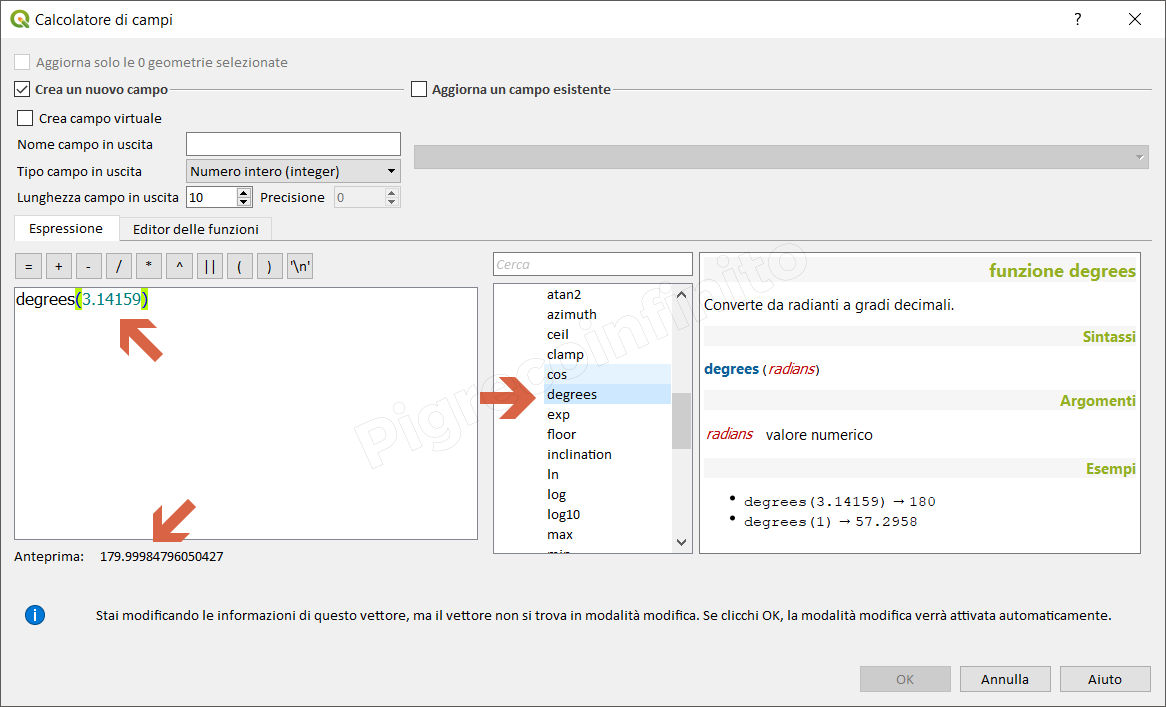 Calcolatore di campi
?
Aggiorna solo le 0 geometrie selezionate
Crea un nuovo campo
Aggiorna un campo esistente
Crea campo virtuale
Nome campo in uscita
Tipo campo in uscita Numero intero (integer)
Lunghezza campo in uscita 10 Precisione 0
Espressione Editor delle funzioni
= + - / * ^ || ( ) '\n'
degrees(3.14159)
Anteprima: 179.99984796050427
Cerca
atan2
azimuth
ceil
clamp
cos
degrees
exp
floor
inclination
ln
log
log10
max
min
funzione degrees
Converte da radianti a gradi decimali.
Sintassi
degrees(radians)
Argomenti
radians valore numerico
Esempi
• degrees(3.14159) → 180
• degrees(1) → 57.2958
Pigrecoinfinito
Stai modificando le informazioni di questo vettore, ma il vettore non si trova in modalità modifica. Se clicchi OK, la modalità modifica verrà attivata automaticamente.
OK Annulla Aiuto